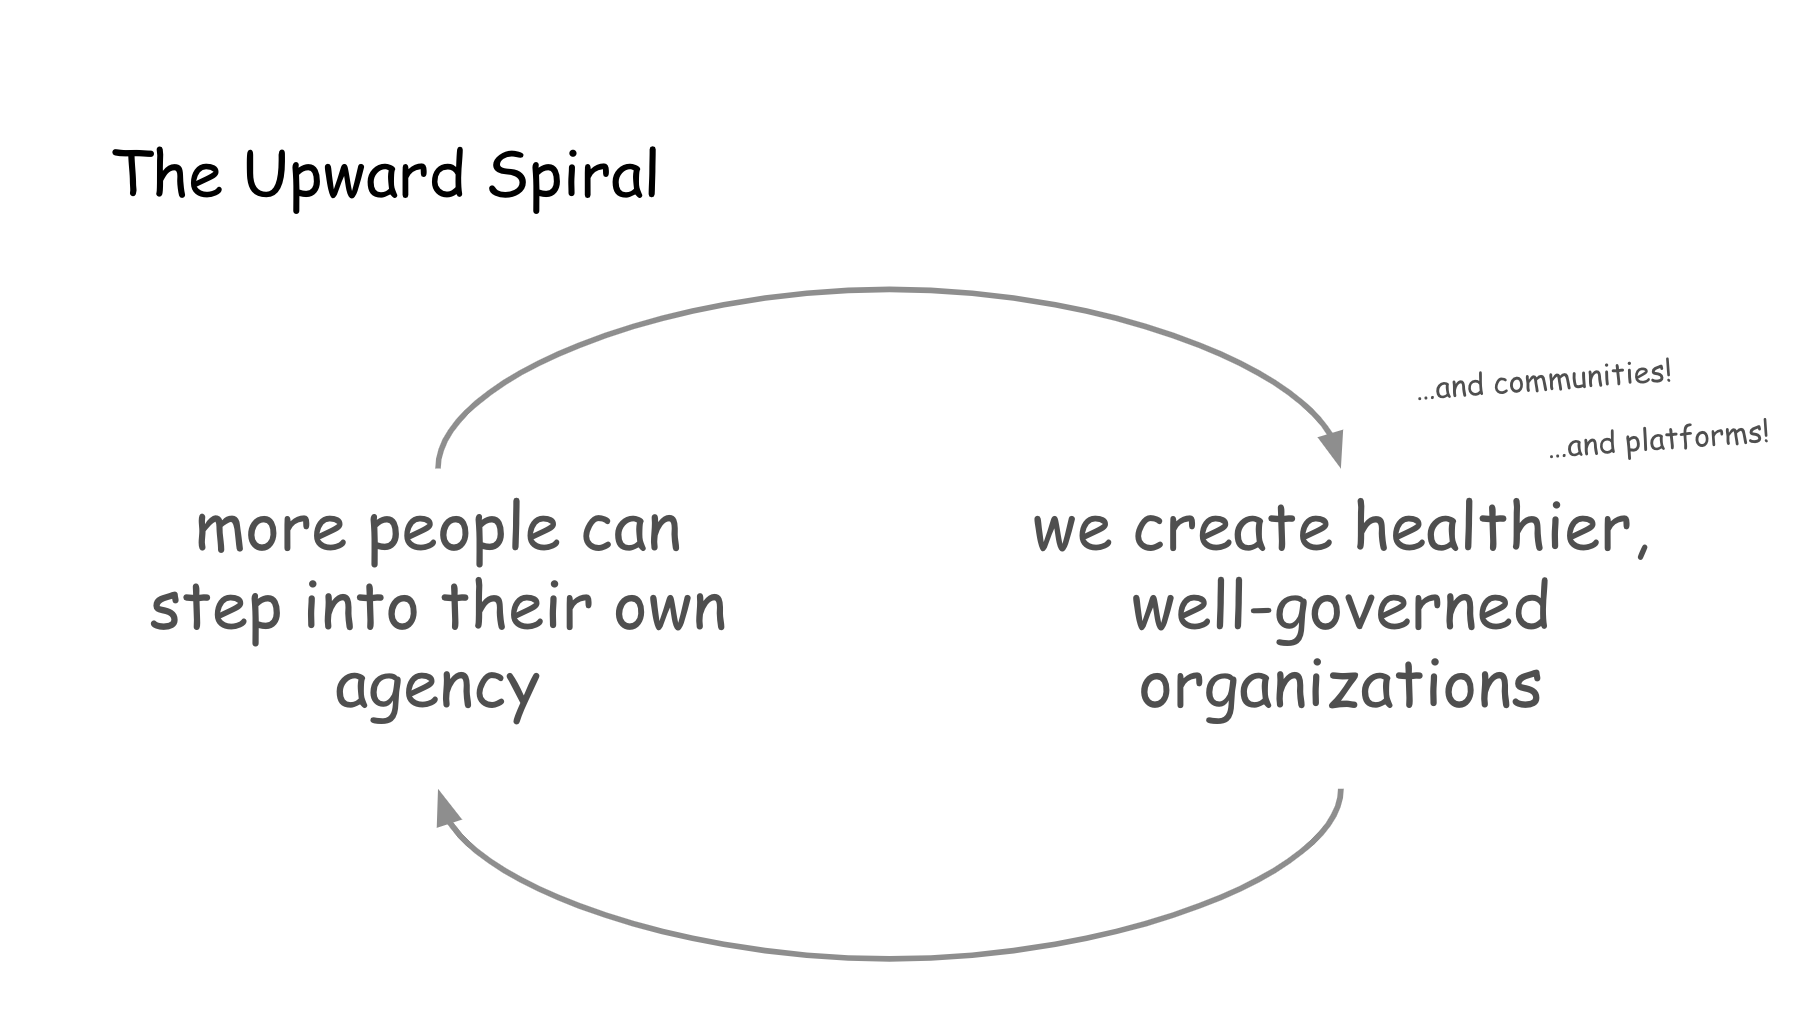 The Upward Spiral
...and communities!
...and platforms!
more people can
step into their own
agency
we create healthier,
well-governed
organizations